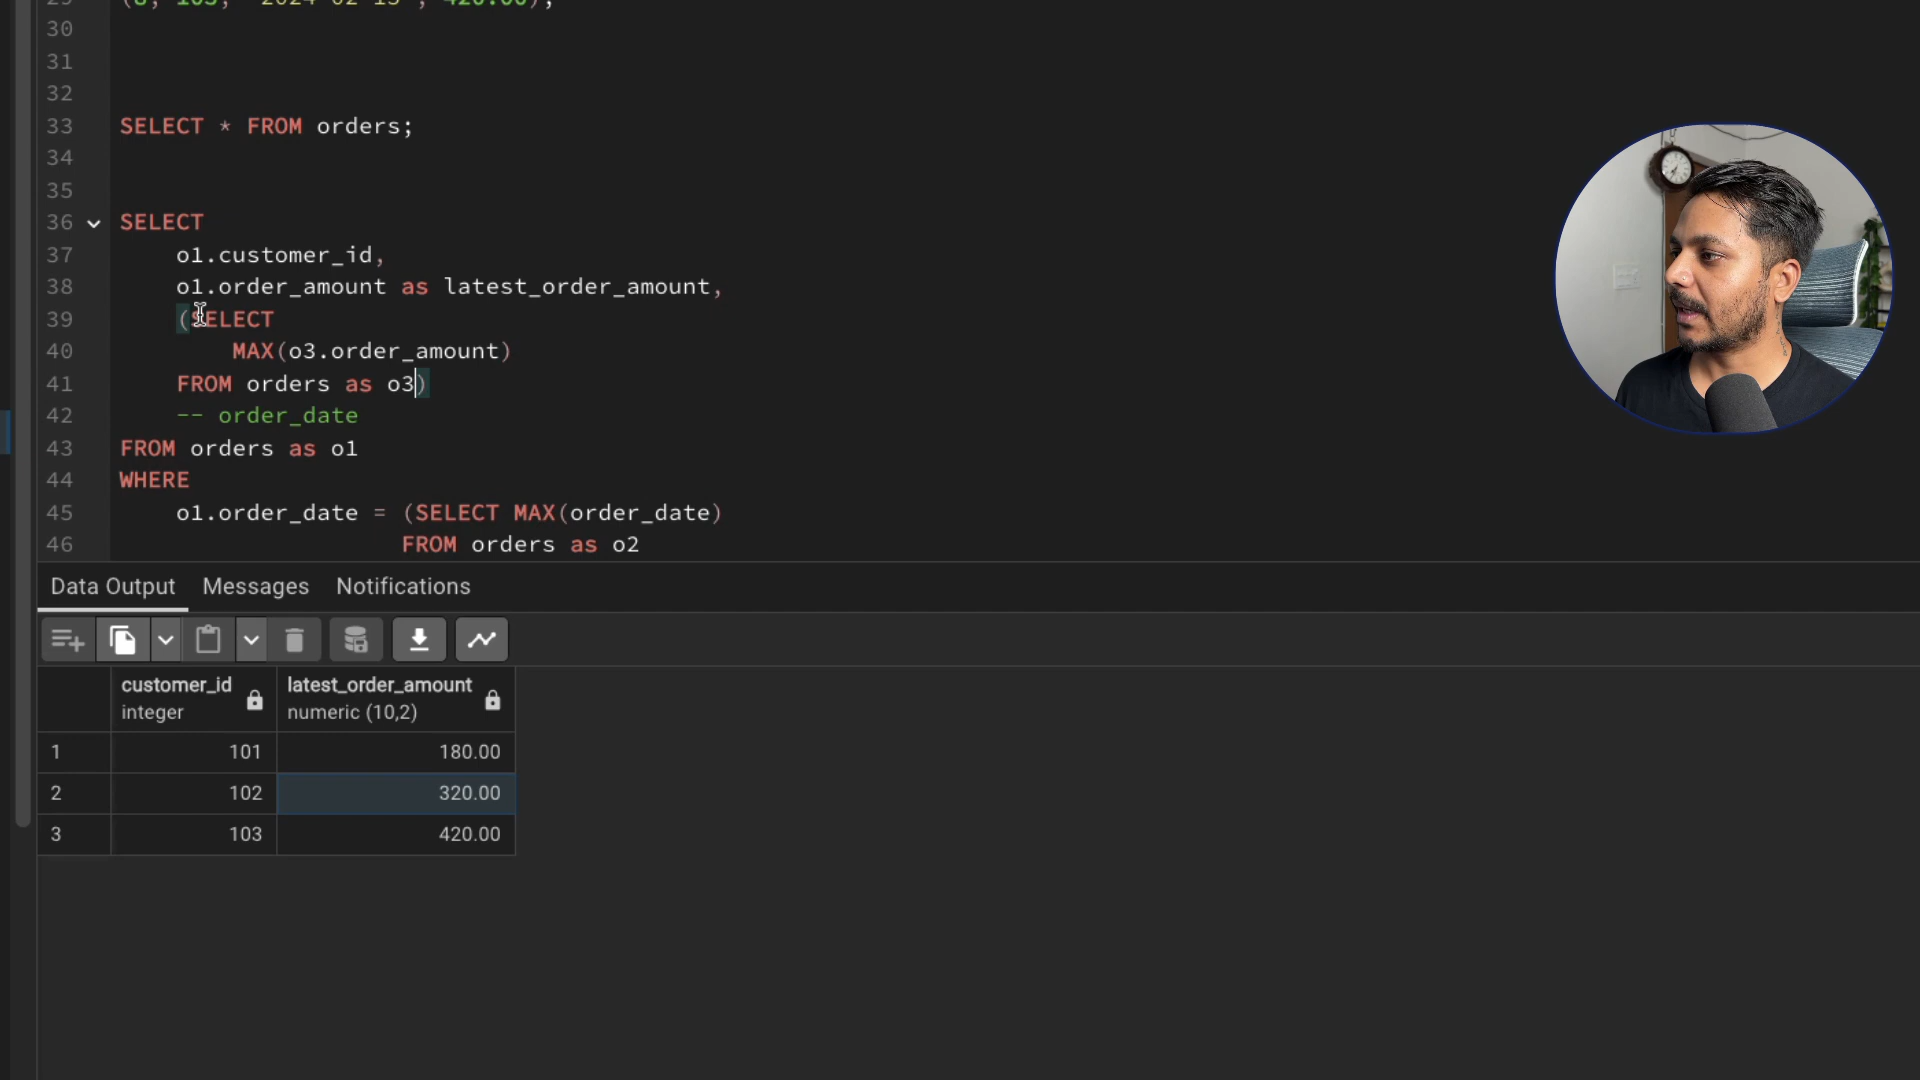 30
31
32
33 SELECT * FROM orders;
34
35
36 SELECT
37 o1.customer_id,
38 o1.order_amount as latest_order_amount,
39 (SELECT
40 MAX(o3.order_amount)
41 FROM orders as o3)
42 -- order_date
43 FROM orders as o1
44 WHERE
45 o1.order_date = (SELECT MAX(order_date)
46 FROM orders as o2
Data Output Messages Notifications
customer_id latest_order_amount
integer numeric (10,2)
1 101 180.00
2 102 320.00
3 103 420.00